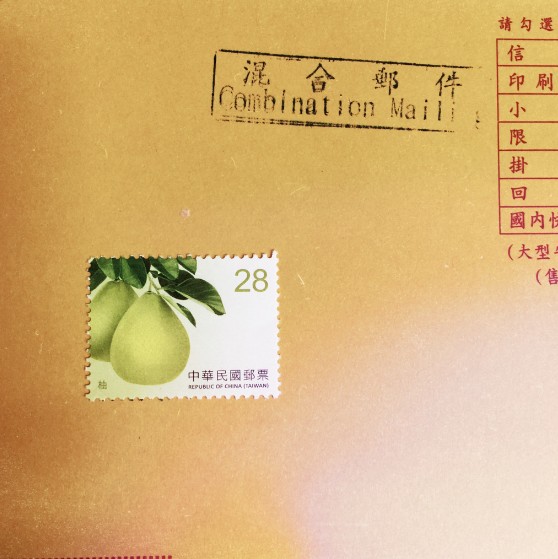 請勾選
混合郵件
Combination Mail
信
印刷
小
限
掛
回
國內快
(大型
(售
28
柚
中華民國郵票
REPUBLIC OF CHINA (TAIWAN)